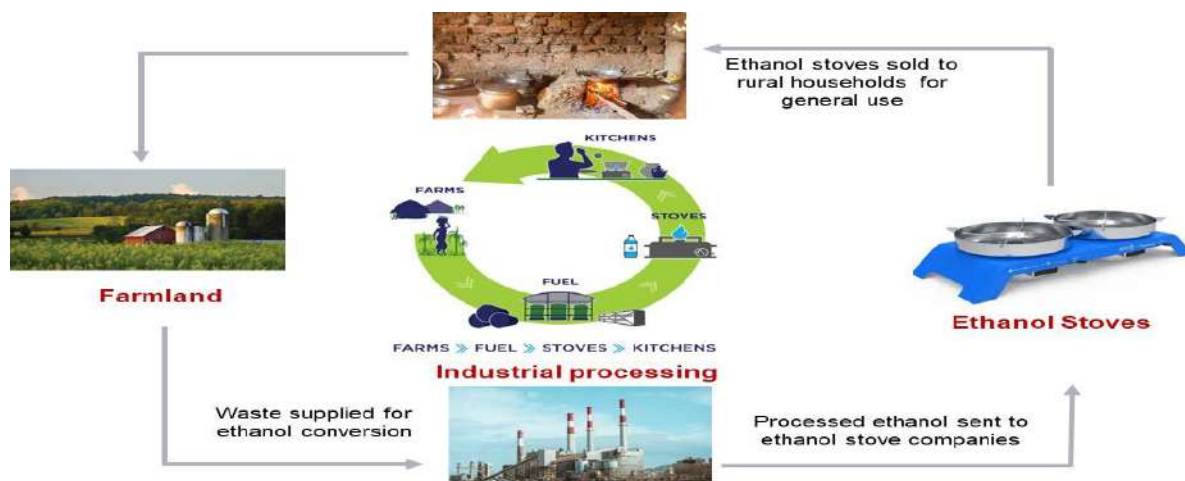 Ethanol stoves sold to
rural households for
general use
KITCHENS
FARMS
STOVES
FUEL
Farmland
Ethanol Stoves
FARMS » FUEL » STOVES » KITCHENS
Industrial processing
Waste supplied for
ethanol conversion
Processed ethanol sent to
ethanol stove companies